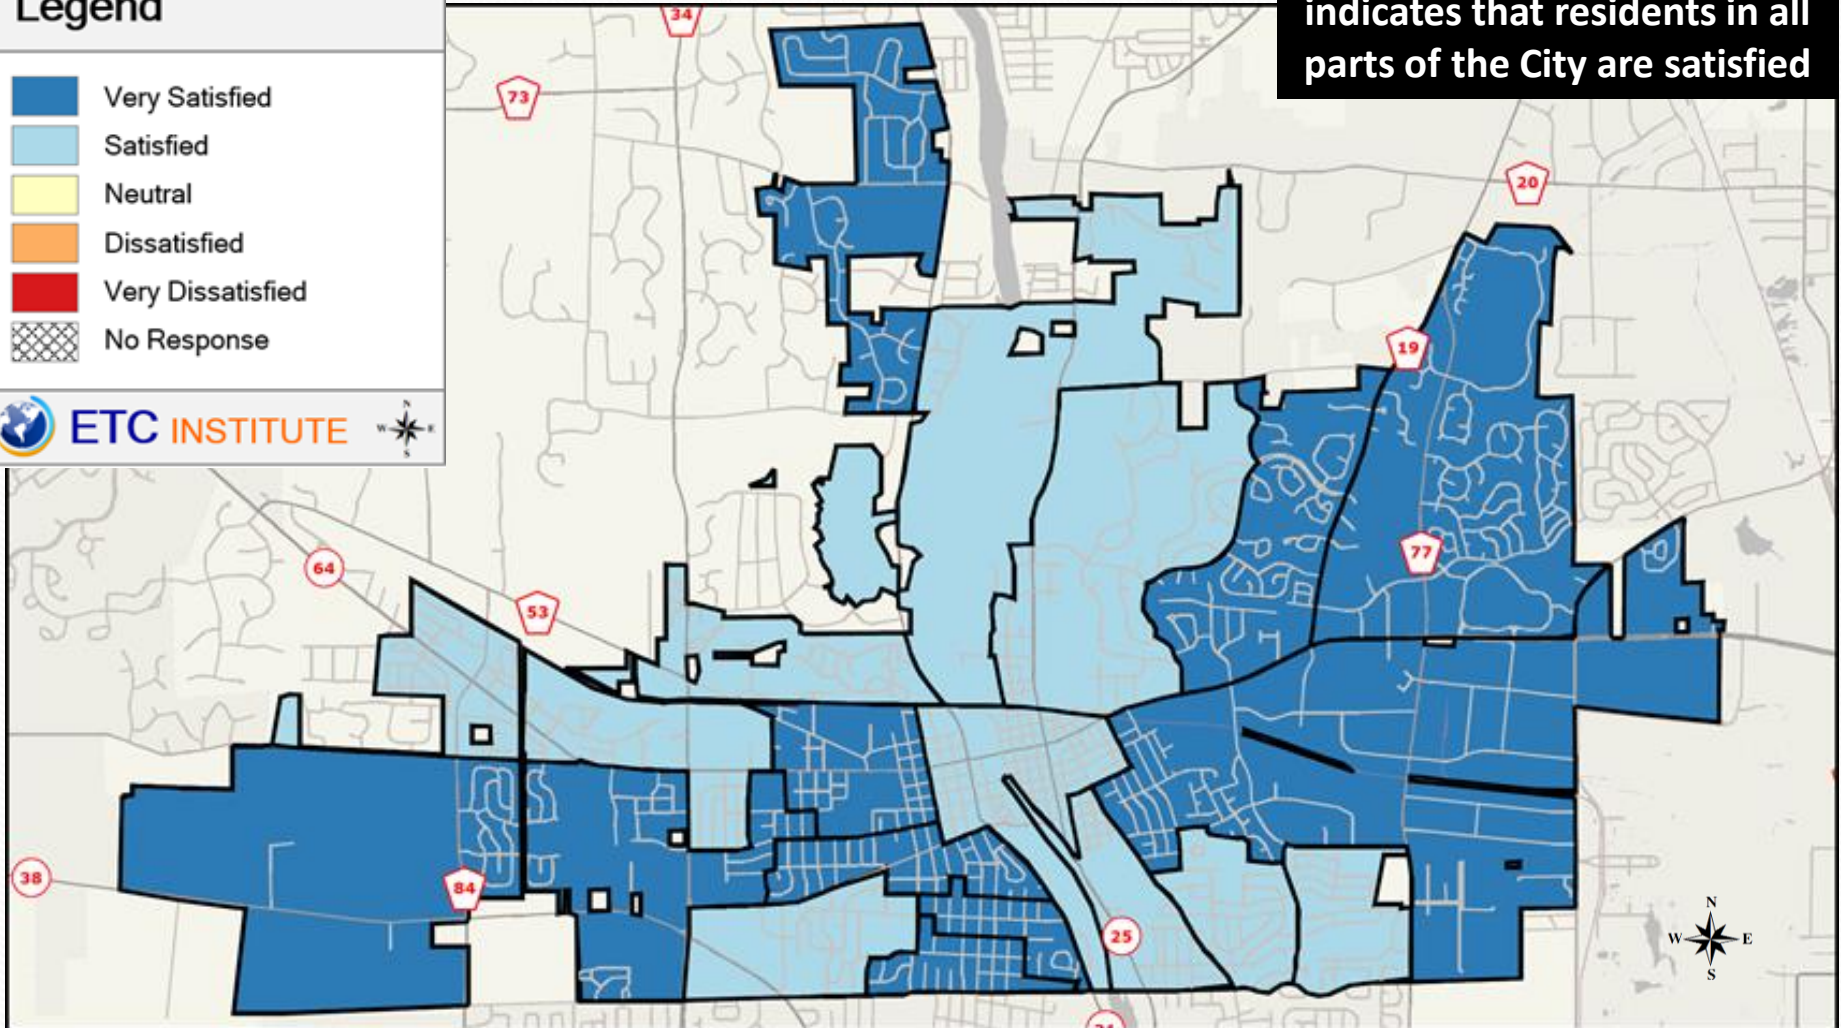 Legend
indicates that residents in all
parts of the City are satisfied
Very Satisfied
Satisfied
Neutral
Dissatisfied
Very Dissatisfied
No Response
ETC INSTITUTE
N
W E
S
34
73
20
19
77
64
53
38
84
25
N
W E
S